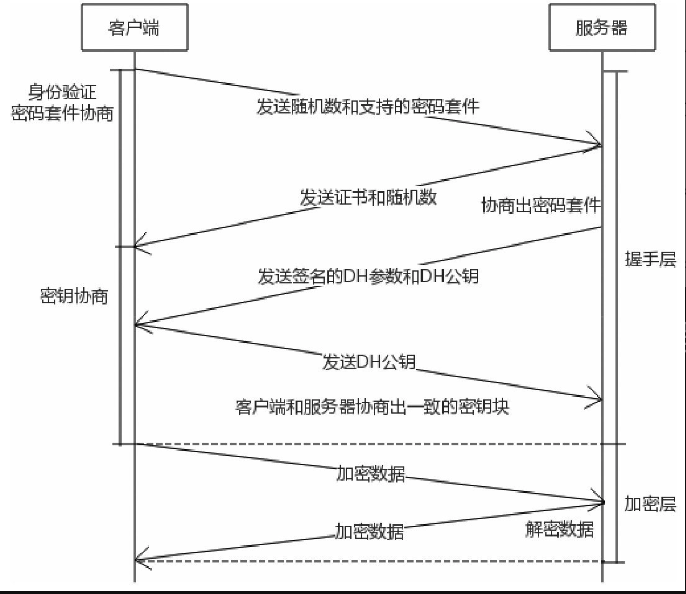 客户端
服务器
身份验证
密码套件协商
发送随机数和支持的密码套件
发送证书和随机数
协商出密码套件
握手层
发送签名的DH参数和DH公钥
密钥协商
发送DH公钥
客户端和服务器协商出一致的密钥块
加密数据
加密层
加密数据
解密数据